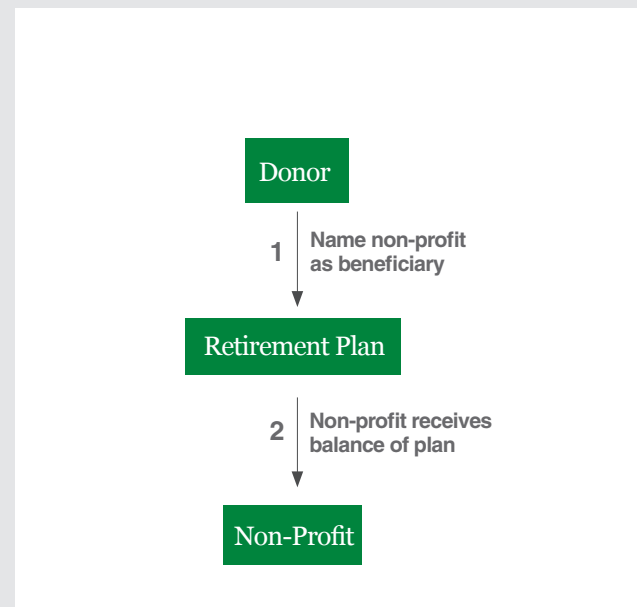 Donor
1
Name non-profit
as beneficiary
Retirement Plan
2
Non-profit receives
balance of plan
Non-Profit